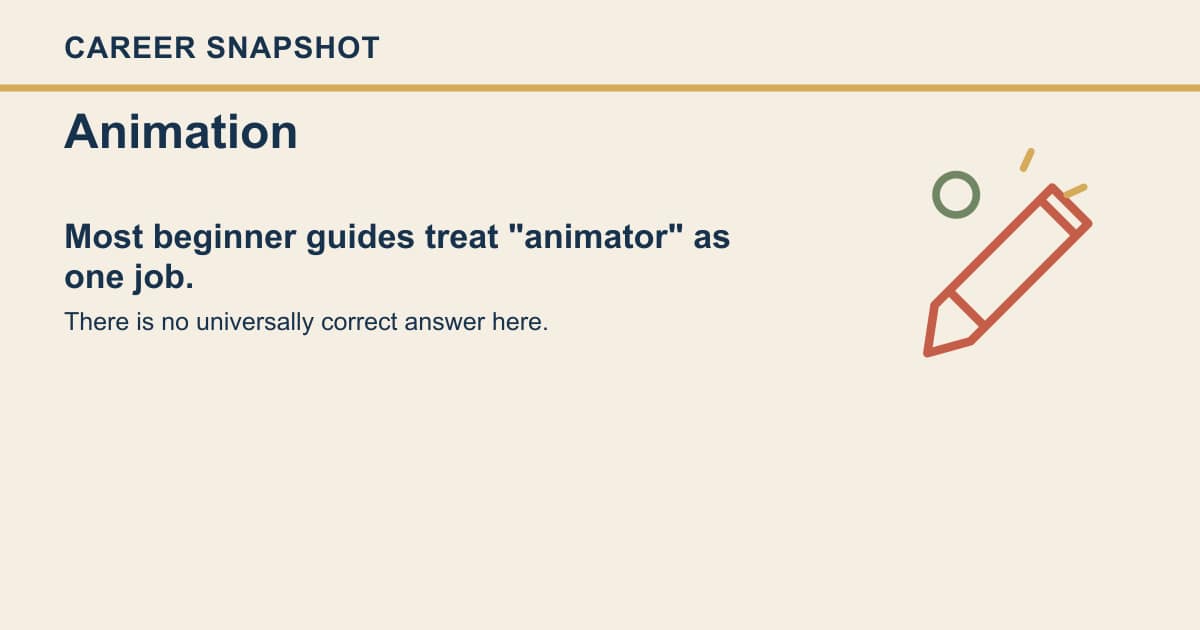 CAREER SNAPSHOT
Animation
Most beginner guides treat "animator" as
one job.
There is no universally correct answer here.